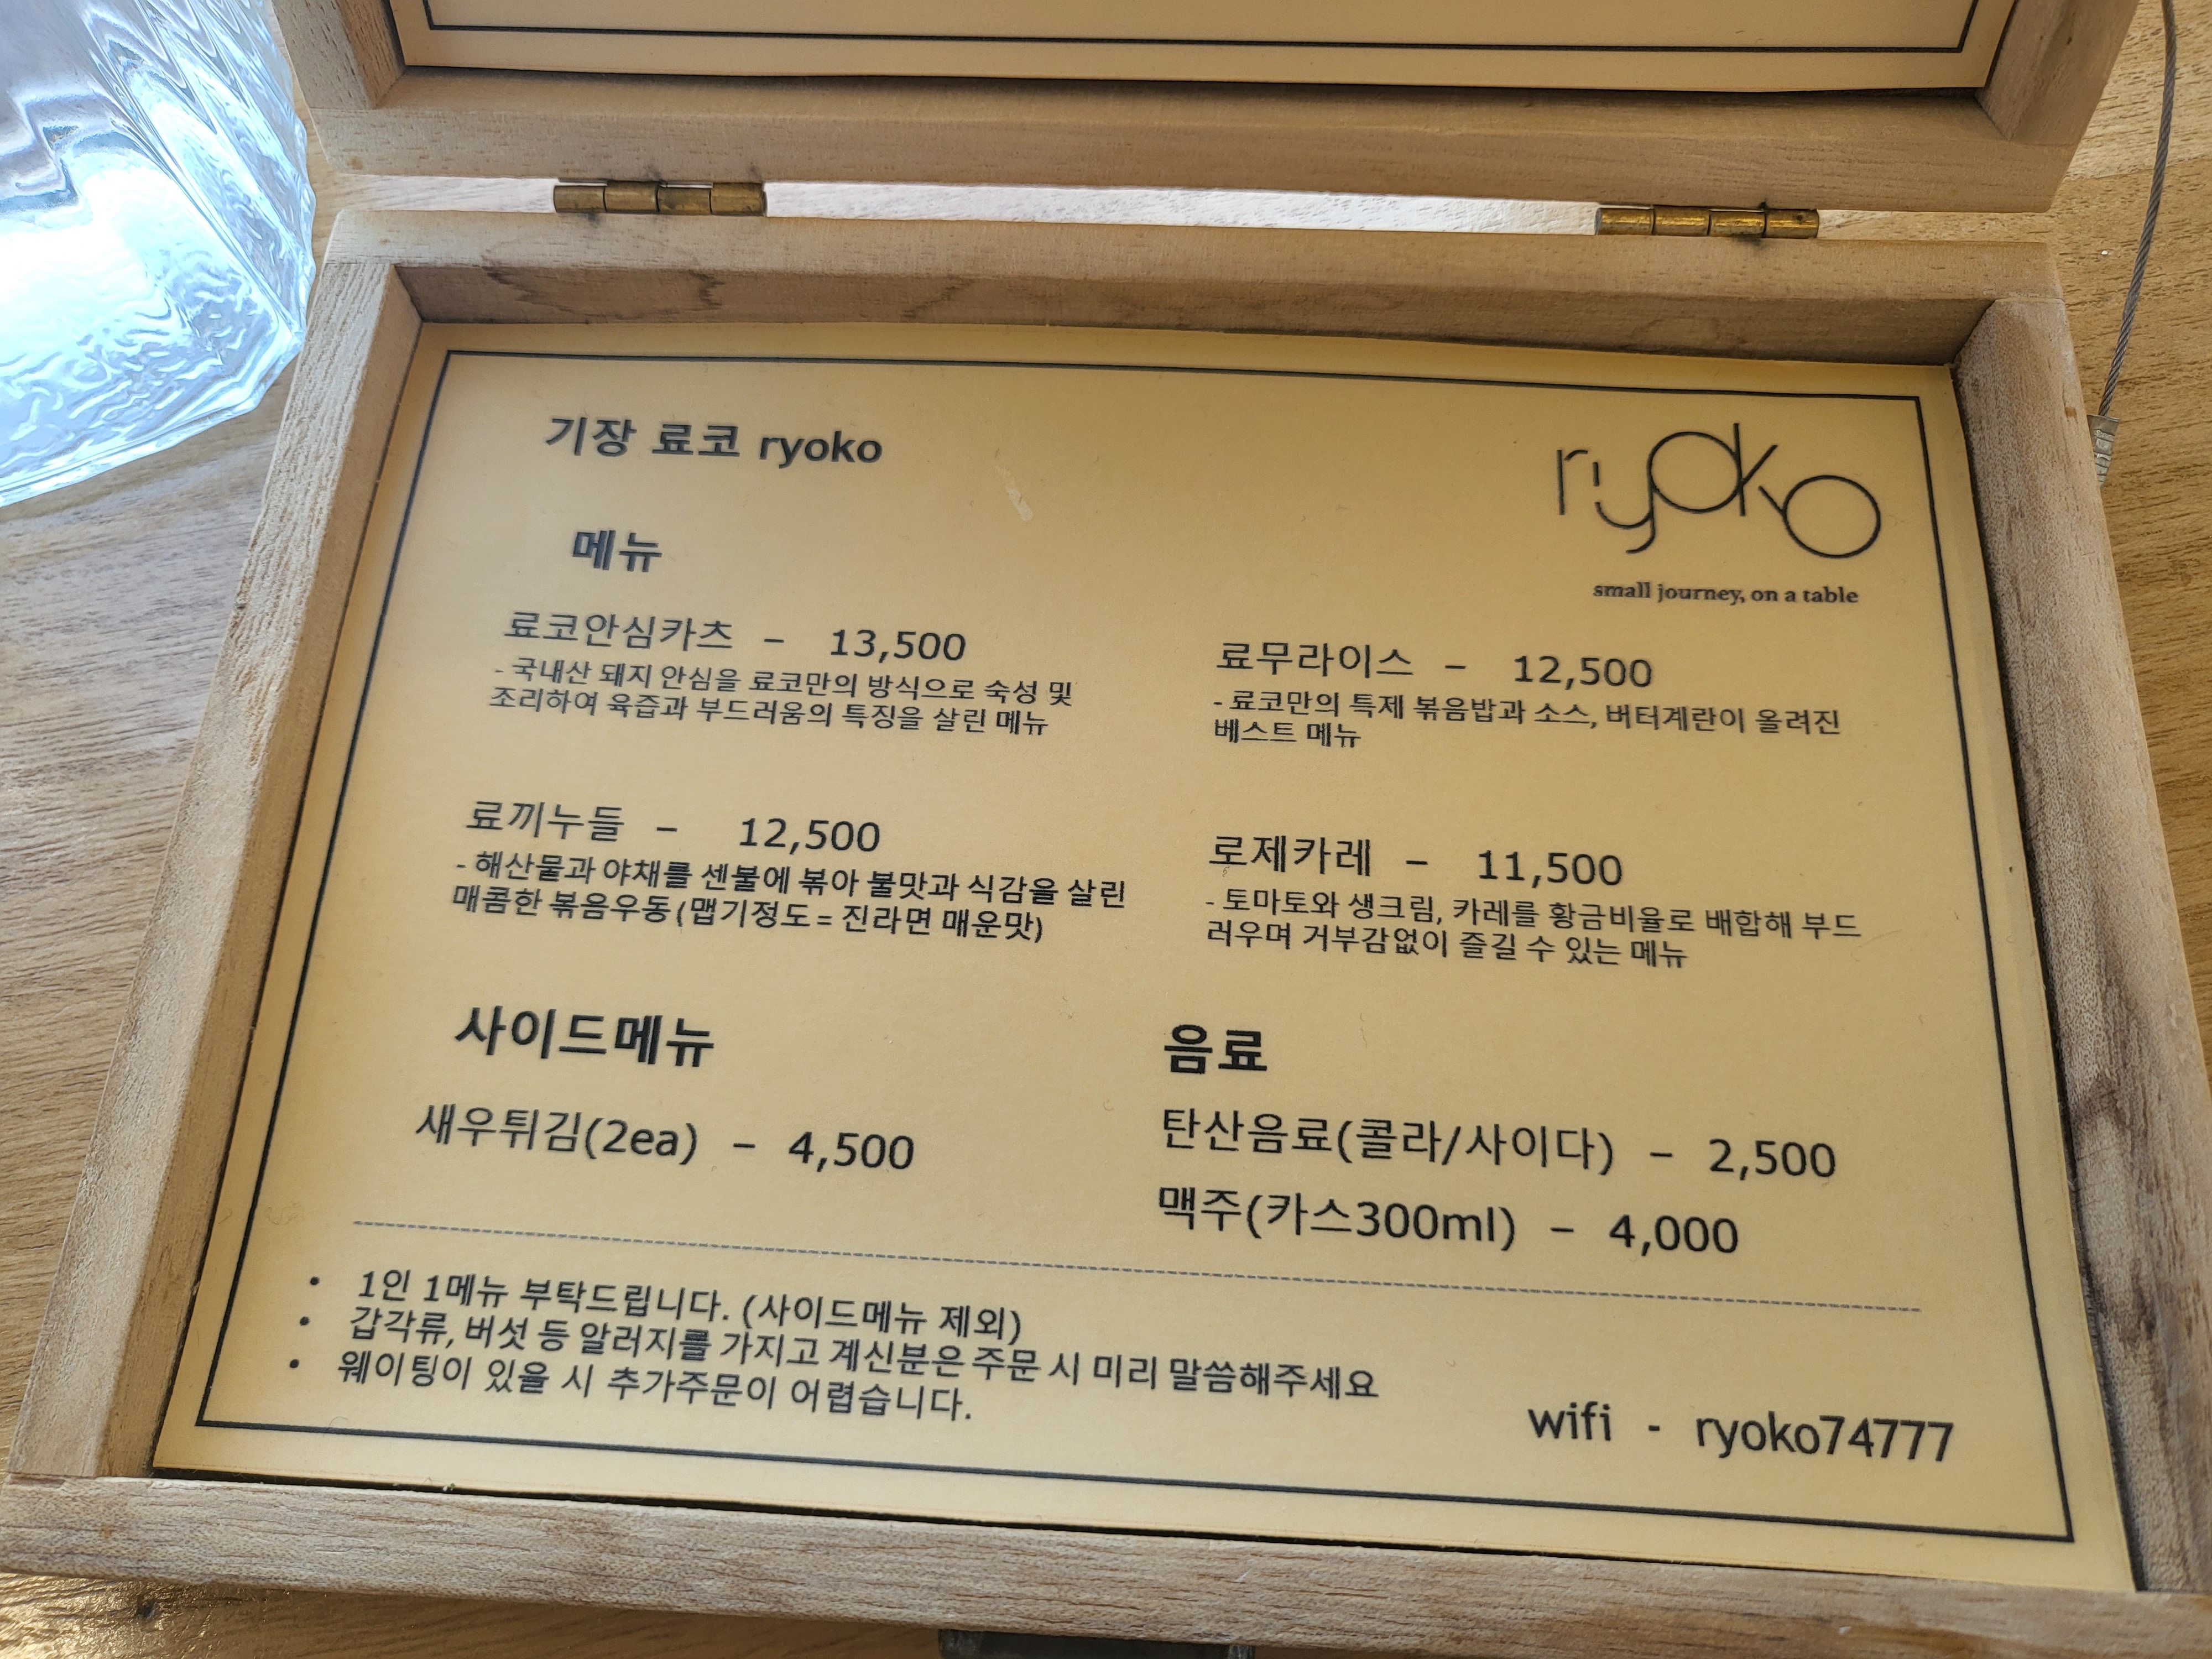 기장 료코 ryoko
ryoko
small journey, on a table
메뉴
료코안심카츠 – 13,500
- 국내산 돼지 안심을 료코만의 방식으로 숙성 및
조리하여 육즙과 부드러움의 특징을 살린 메뉴
료무라이스 – 12,500
- 료코만의 특제 볶음밥과 소스, 버터계란이 올려진
베스트 메뉴
료끼누들 – 12,500
- 해산물과 야채를 센불에 볶아 불맛과 식감을 살린
매콤한 볶음우동 (맵기정도 = 진라면 매운맛)
로제카레 – 11,500
- 토마토와 생크림, 카레를 황금비율로 배합해 부드
러우며 거부감없이 즐길 수 있는 메뉴
사이드메뉴
새우튀김(2ea) – 4,500
음료
탄산음료(콜라/사이다) – 2,500
맥주(카스300ml) – 4,000
• 1인 1메뉴 부탁드립니다. (사이드메뉴 제외)
• 갑각류, 버섯 등 알러지를 가지고 계신분은 주문 시 미리 말씀해주세요
• 웨이팅이 있을 시 추가주문이 어렵습니다.
wifi - ryoko74777